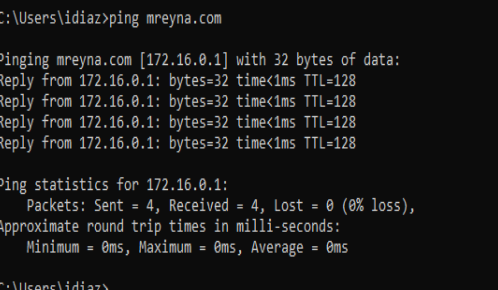 C:\Users\idiaz>ping mreyna.com
Pinging mreyna.com [172.16.0.1] with 32 bytes of data:
Reply from 172.16.0.1: bytes=32 time<1ms TTL=128
Reply from 172.16.0.1: bytes=32 time<1ms TTL=128
Reply from 172.16.0.1: bytes=32 time<1ms TTL=128
Reply from 172.16.0.1: bytes=32 time<1ms TTL=128
Ping statistics for 172.16.0.1:
Packets: Sent = 4, Received = 4, Lost = 0 (0% loss),
Approximate round trip times in milli-seconds:
Minimum = 0ms, Maximum = 0ms, Average = 0ms
C:\Users\idiaz>